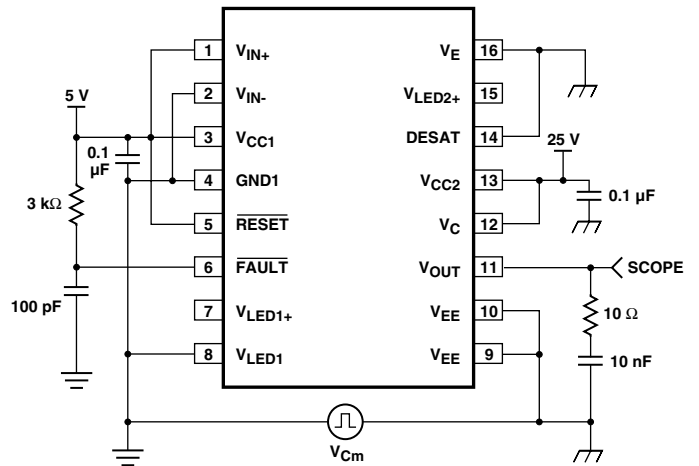 1 V_IN+ V_E 16
5 V 2 V_IN- V_LED2+ 15
3 V_CC1 DESAT 14
0.1 µF 25 V
4 GND1 V_CC2 13
3 kΩ 0.1 µF
5 RESET V_C 12
6 FAULT V_OUT 11 SCOPE
100 pF 7 V_LED1+ V_EE 10 10 Ω
8 V_LED1 V_EE 9 10 nF
V_Cm